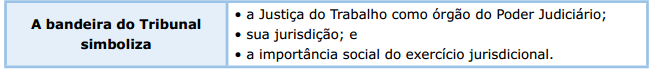 A bandeira do Tribunal
simboliza
• a Justiça do Trabalho como órgão do Poder Judiciário;
• sua jurisdição; e
• a importância social do exercício jurisdicional.